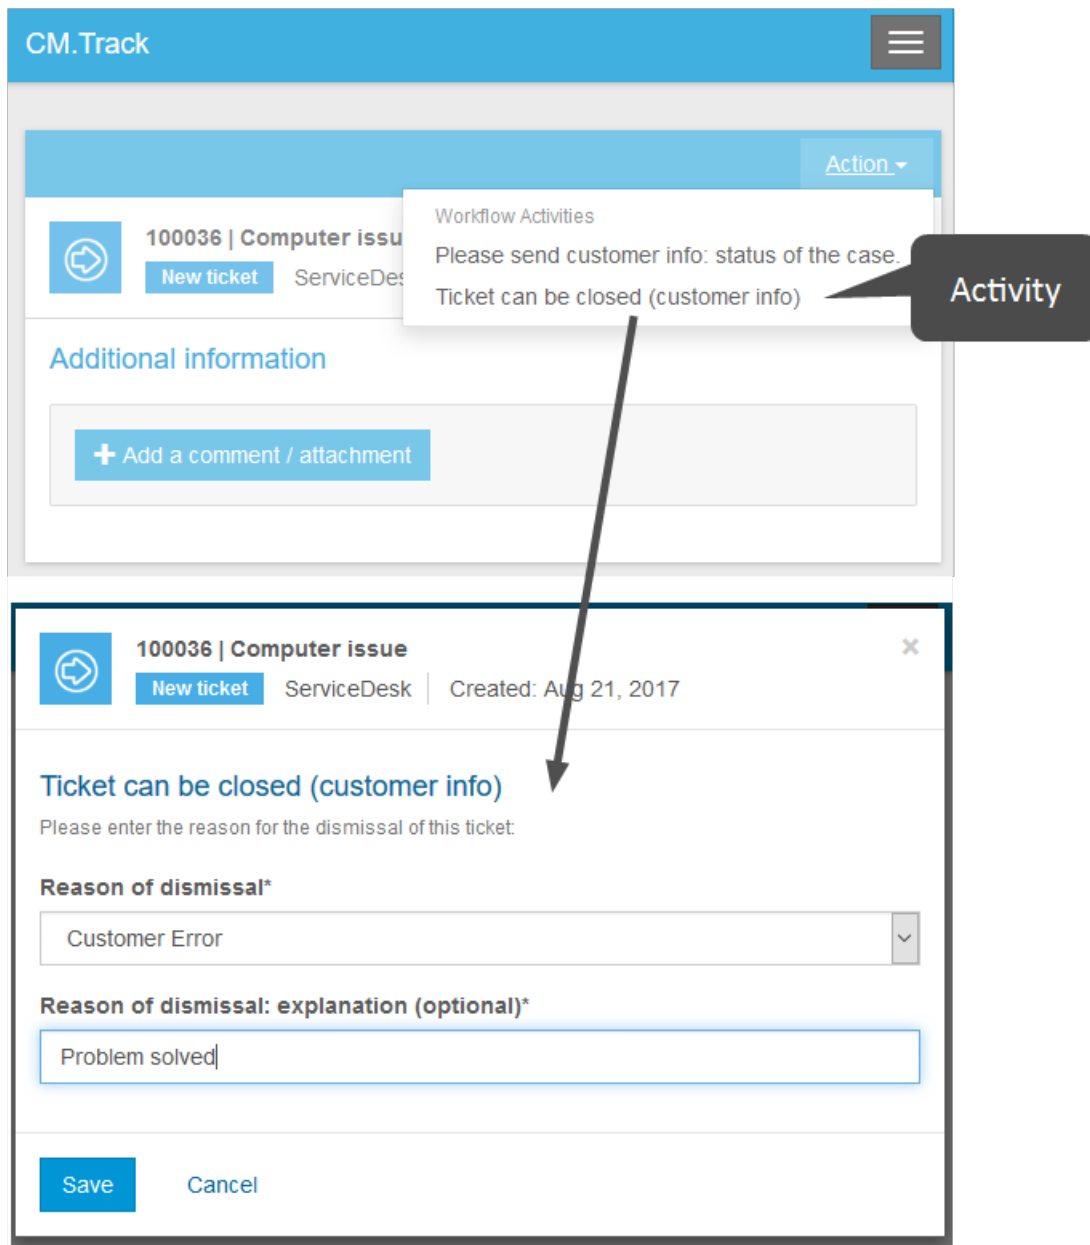 CM.Track
Action
Workflow Activities
100036 | Computer issu
Please send customer info: status of the case.
New ticket ServiceDes
Ticket can be closed (customer info)
Activity
Additional information
Add a comment / attachment
100036 | Computer issue
New ticket ServiceDesk Created: Aug 21, 2017
Ticket can be closed (customer info)
Please enter the reason for the dismissal of this ticket:
Reason of dismissal*
Customer Error
Reason of dismissal: explanation (optional)*
Problem solved
Save Cancel